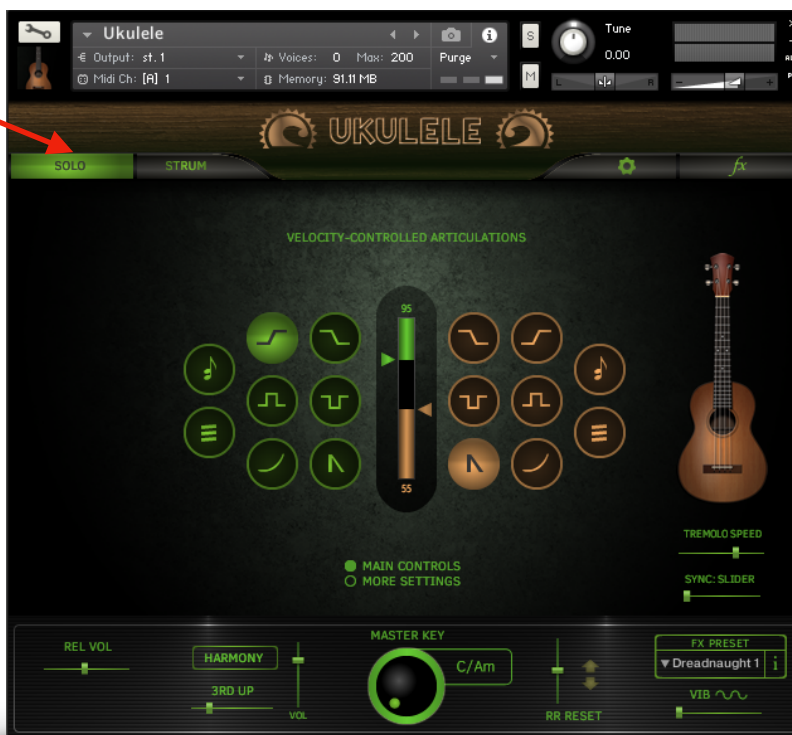 Ukulele
S
Tune
Output: st.1
Voices: 0 Max: 200
Purge
0.00
Midi Ch: [A] 1
Memory: 91.11 MB
M
L
R
UKULELE
SOLO
STRUM
fx
VELOCITY-CONTROLLED ARTICULATIONS
95
55
TREMOLO SPEED
MAIN CONTROLS
MORE SETTINGS
SYNC: SLIDER
REL VOL
MASTER KEY
FX PRESET
HARMONY
C/Am
Dreadnaught 1 i
3RD UP
VIB
VOL
RR RESET